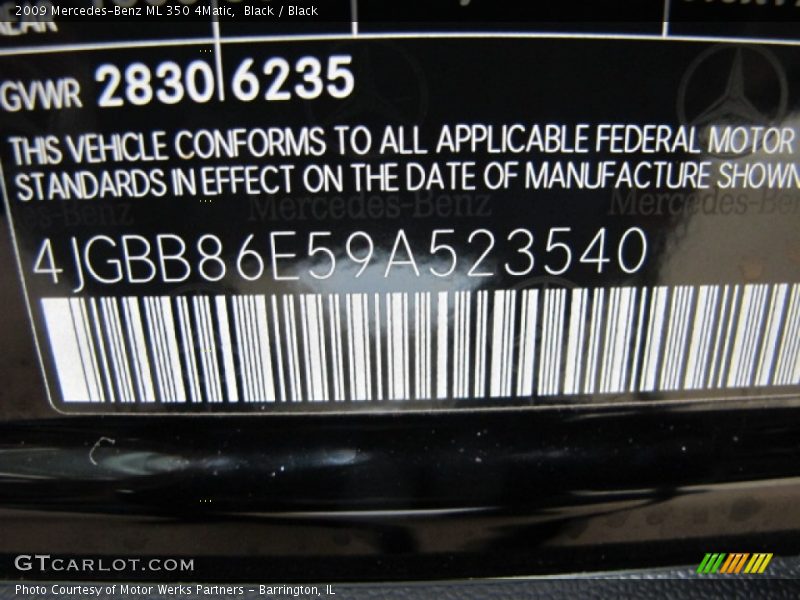 2009 Mercedes-Benz ML 350 4Matic, Black / Black
GVWR 2830 6235
THIS VEHICLE CONFORMS TO ALL APPLICABLE FEDERAL MOTOR
STANDARDS IN EFFECT ON THE DATE OF MANUFACTURE SHOWN
Mercedes-Benz
4JGBB86E59A523540
GTCARLOT.COM
Photo Courtesy of Motor Werks Partners - Barrington, IL